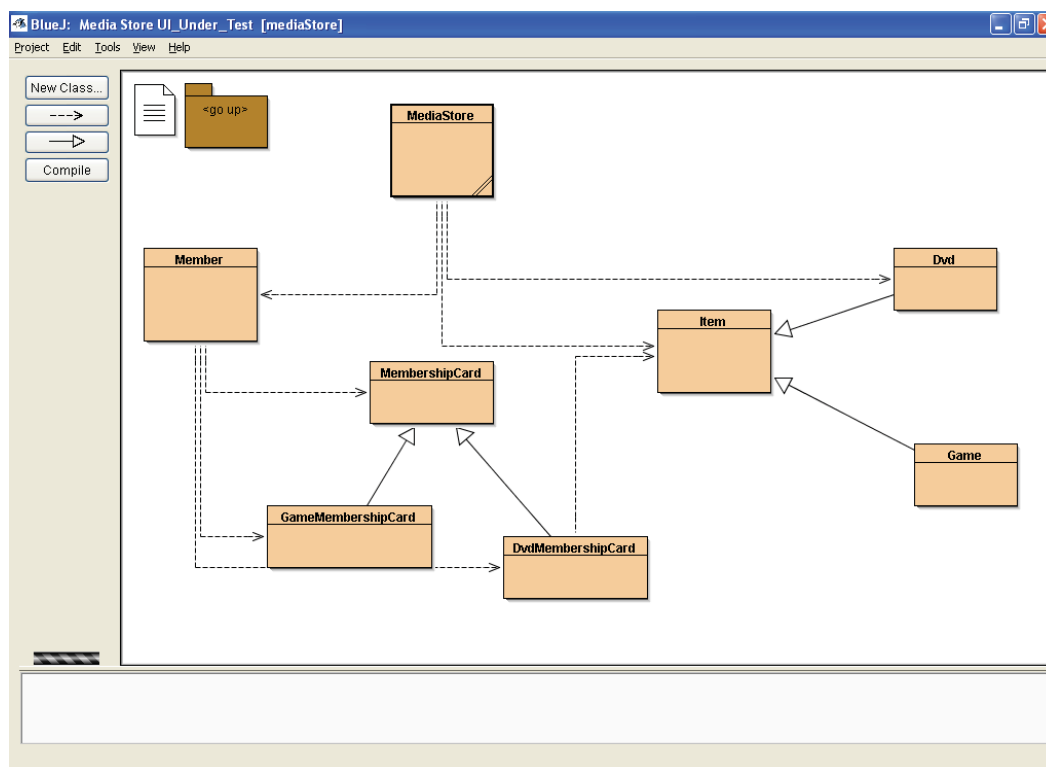 BlueJ: Media Store UI_Under_Test [mediaStore]
Project Edit Tools View Help
New Class...
Compile
<go up>
MediaStore
Member
Dvd
Item
MembershipCard
Game
GameMembershipCard
DvdMembershipCard